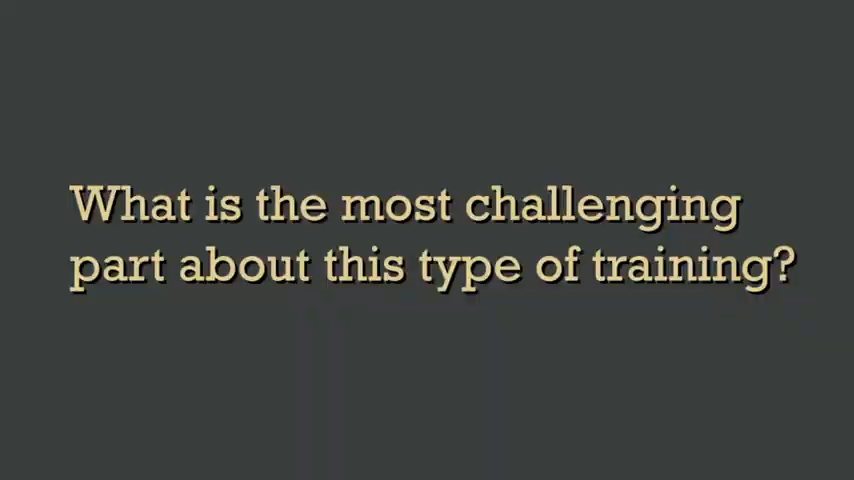 What is the most challenging
part about this type of training?